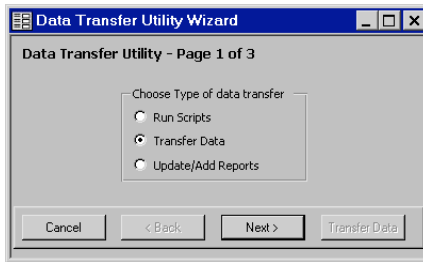 Data Transfer Utility Wizard
Data Transfer Utility - Page 1 of 3
Choose Type of data transfer
Run Scripts
Transfer Data
Update/Add Reports
Cancel < Back Next > Transfer Data